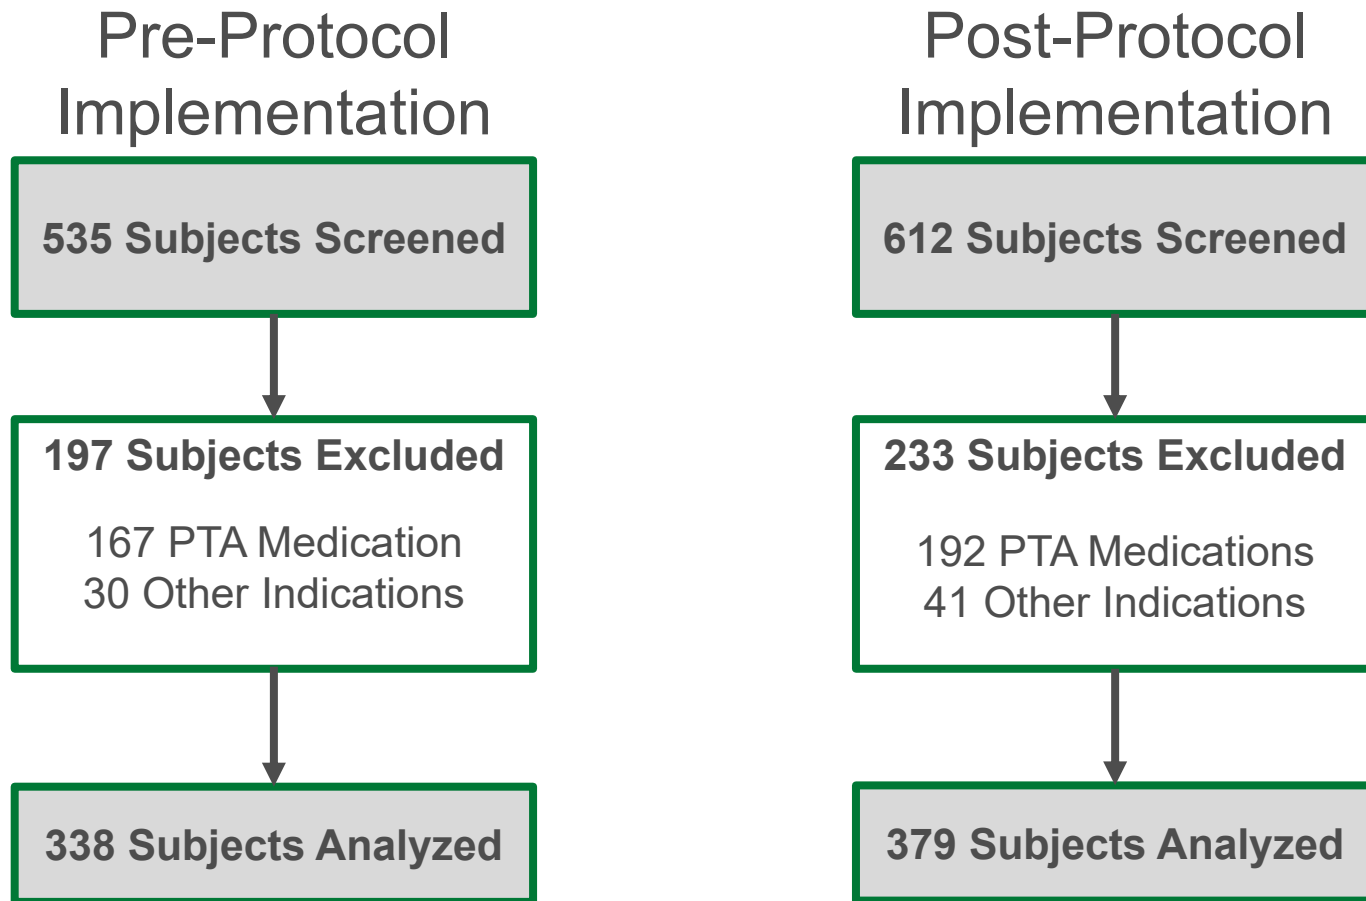 Pre-Protocol
Implementation
535 Subjects Screened
197 Subjects Excluded
167 PTA Medication
30 Other Indications
338 Subjects Analyzed
Post-Protocol
Implementation
612 Subjects Screened
233 Subjects Excluded
192 PTA Medications
41 Other Indications
379 Subjects Analyzed